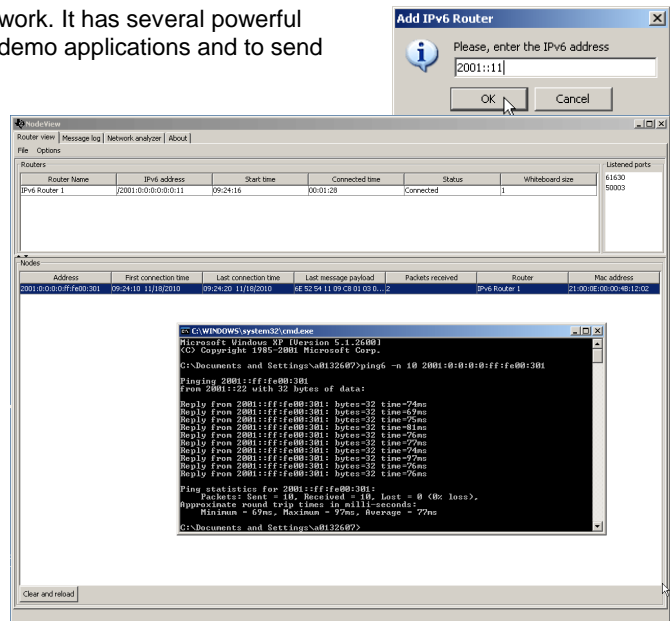 work. It has several powerful
demo applications and to send
Add IPv6 Router
Please, enter the IPv6 address
2001::11
OK
Cancel
NodeView
Router view Message log Network analyzer About
File Options
Routers
Listened ports
Router Name IPv6 address Start time Connected time Status Whiteboard size
61630
IPv6 Router 1 /2001:0:0:0:0:0:0:11 09:24:16 00:01:28 Connected 1
50003
Nodes
Address First connection time Last connection time Last message payload Packets received Router Mac address
2001:0:0:0:0:ff:fe00:301 09:24:10 11/18/2010 09:24:20 11/18/2010 6E 52 54 11 09 C8 01 03 0... 2 IPv6 Router 1 21:00:0E:00:00:4B:12:02
C:\WINDOWS\system32\cmd.exe
Microsoft Windows XP [Version 5.1.2600]
(C) Copyright 1985-2001 Microsoft Corp.
C:\Documents and Settings\a0132607>ping6 -n 10 2001:0:0:0:0:ff:fe00:301
Pinging 2001::ff:fe00:301
from 2001::22 with 32 bytes of data:
Reply from 2001::ff:fe00:301: bytes=32 time=74ms
Reply from 2001::ff:fe00:301: bytes=32 time=69ms
Reply from 2001::ff:fe00:301: bytes=32 time=75ms
Reply from 2001::ff:fe00:301: bytes=32 time=81ms
Reply from 2001::ff:fe00:301: bytes=32 time=76ms
Reply from 2001::ff:fe00:301: bytes=32 time=77ms
Reply from 2001::ff:fe00:301: bytes=32 time=74ms
Reply from 2001::ff:fe00:301: bytes=32 time=97ms
Reply from 2001::ff:fe00:301: bytes=32 time=76ms
Reply from 2001::ff:fe00:301: bytes=32 time=76ms
Ping statistics for 2001::ff:fe00:301:
Packets: Sent = 10, Received = 10, Lost = 0 (0% loss),
Approximate round trip times in milli-seconds:
Minimum = 69ms, Maximum = 97ms, Average = 77ms
C:\Documents and Settings\a0132607>
Clear and reload